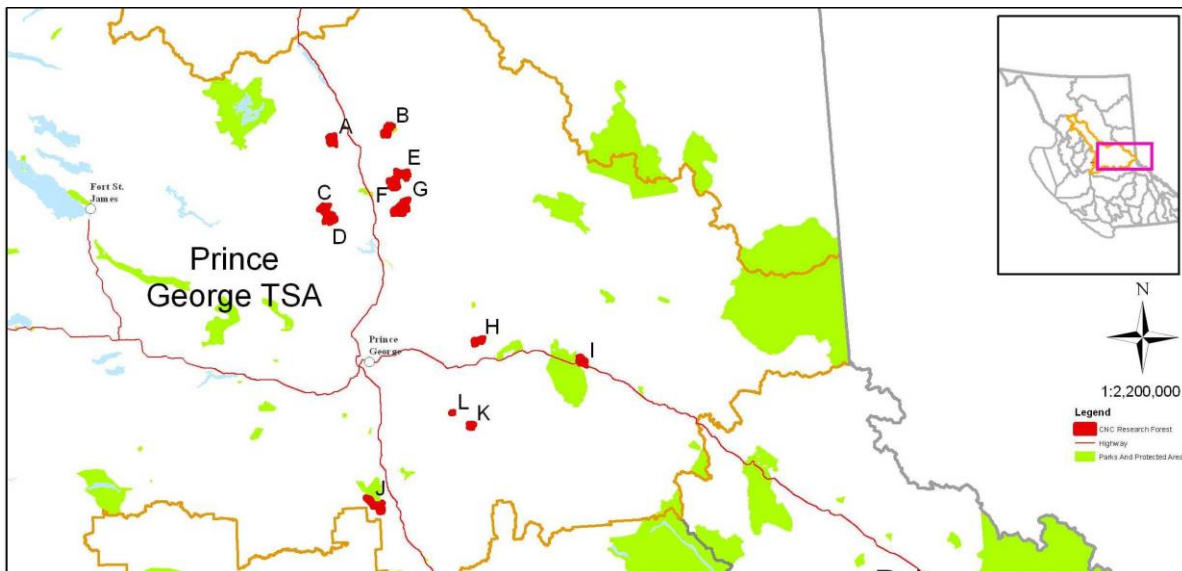 B
A
E
Fort St.
James
F
G
C
D
Prince
George TSA
H
Prince
George
I
L
K
J
N
1:2,200,000
Legend
CNC Research Forest
Highway
Parks And Protected Area